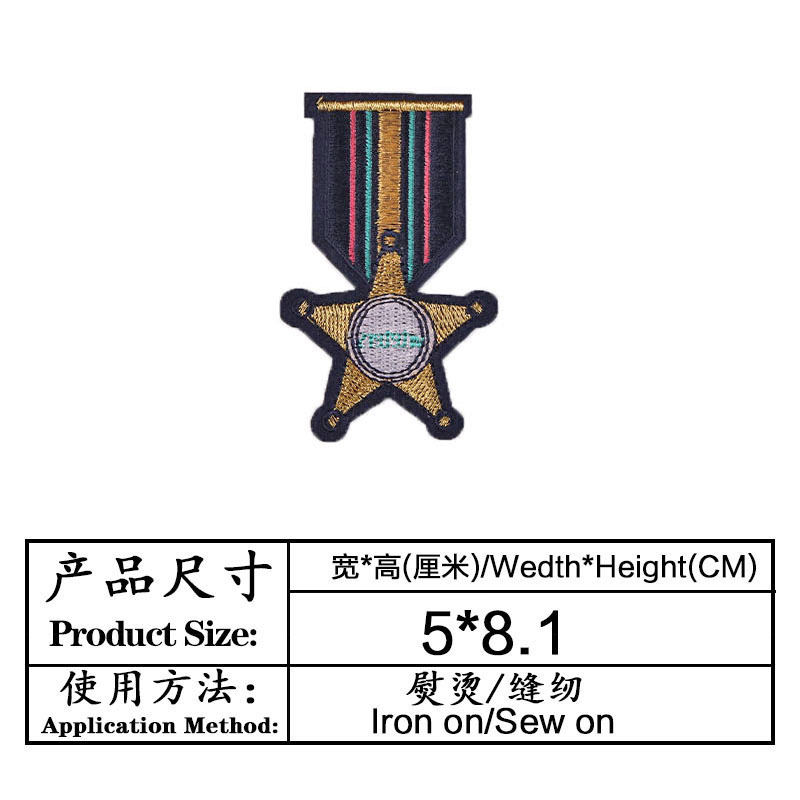 产品尺寸
Product Size:
宽*高(厘米)/Wedth*Height(CM)
5*8.1
使用方法：
Application Method:
熨烫/缝纫
Iron on/Sew on